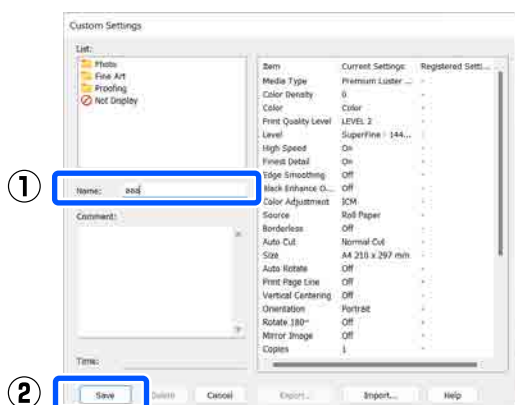 Custom Settings
List:
Photo
Fine Art
Proofing
Not Display
① Name: aaa
Comment:
Time:
② Save Delete Cancel Export... Import... Help
Item Current Settings Registered Setti...
Media Type Premium Luster ... -
Color Density 0 -
Color Color -
Print Quality Level LEVEL 2 -
Level SuperFine - 144... -
High Speed On -
Finest Detail On -
Edge Smoothing Off -
Black Enhance O... Off -
Color Adjustment ICM -
Source Roll Paper -
Borderless Off -
Auto Cut Normal Cut -
Size A4 210 x 297 mm -
Auto Rotate Off -
Print Page Line Off -
Vertical Centering Off -
Orientation Portrait -
Rotate 180° Off -
Mirror Image Off -
Copies 1 -